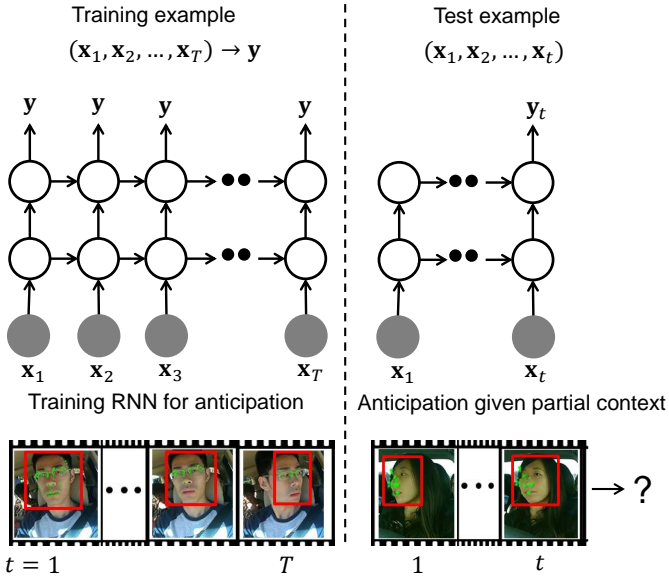 Training example
(x₁, x₂, ..., x_T) → y
y y y y
x₁ x₂ x₃ x_T
Training RNN for anticipation
t = 1 T
Test example
(x₁, x₂, ..., x_t)
y_t
x₁ x_t
Anticipation given partial context
→ ?
1 t